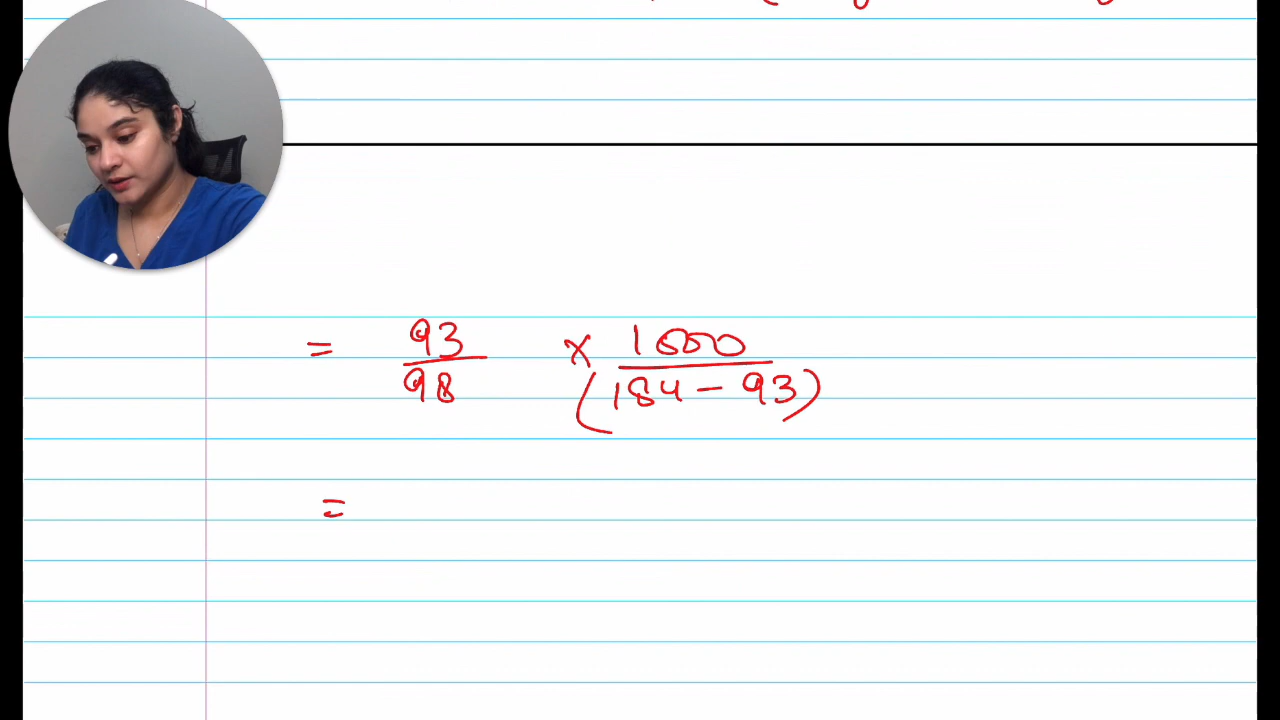 = 93/98 × 1000/(184 - 93)
=